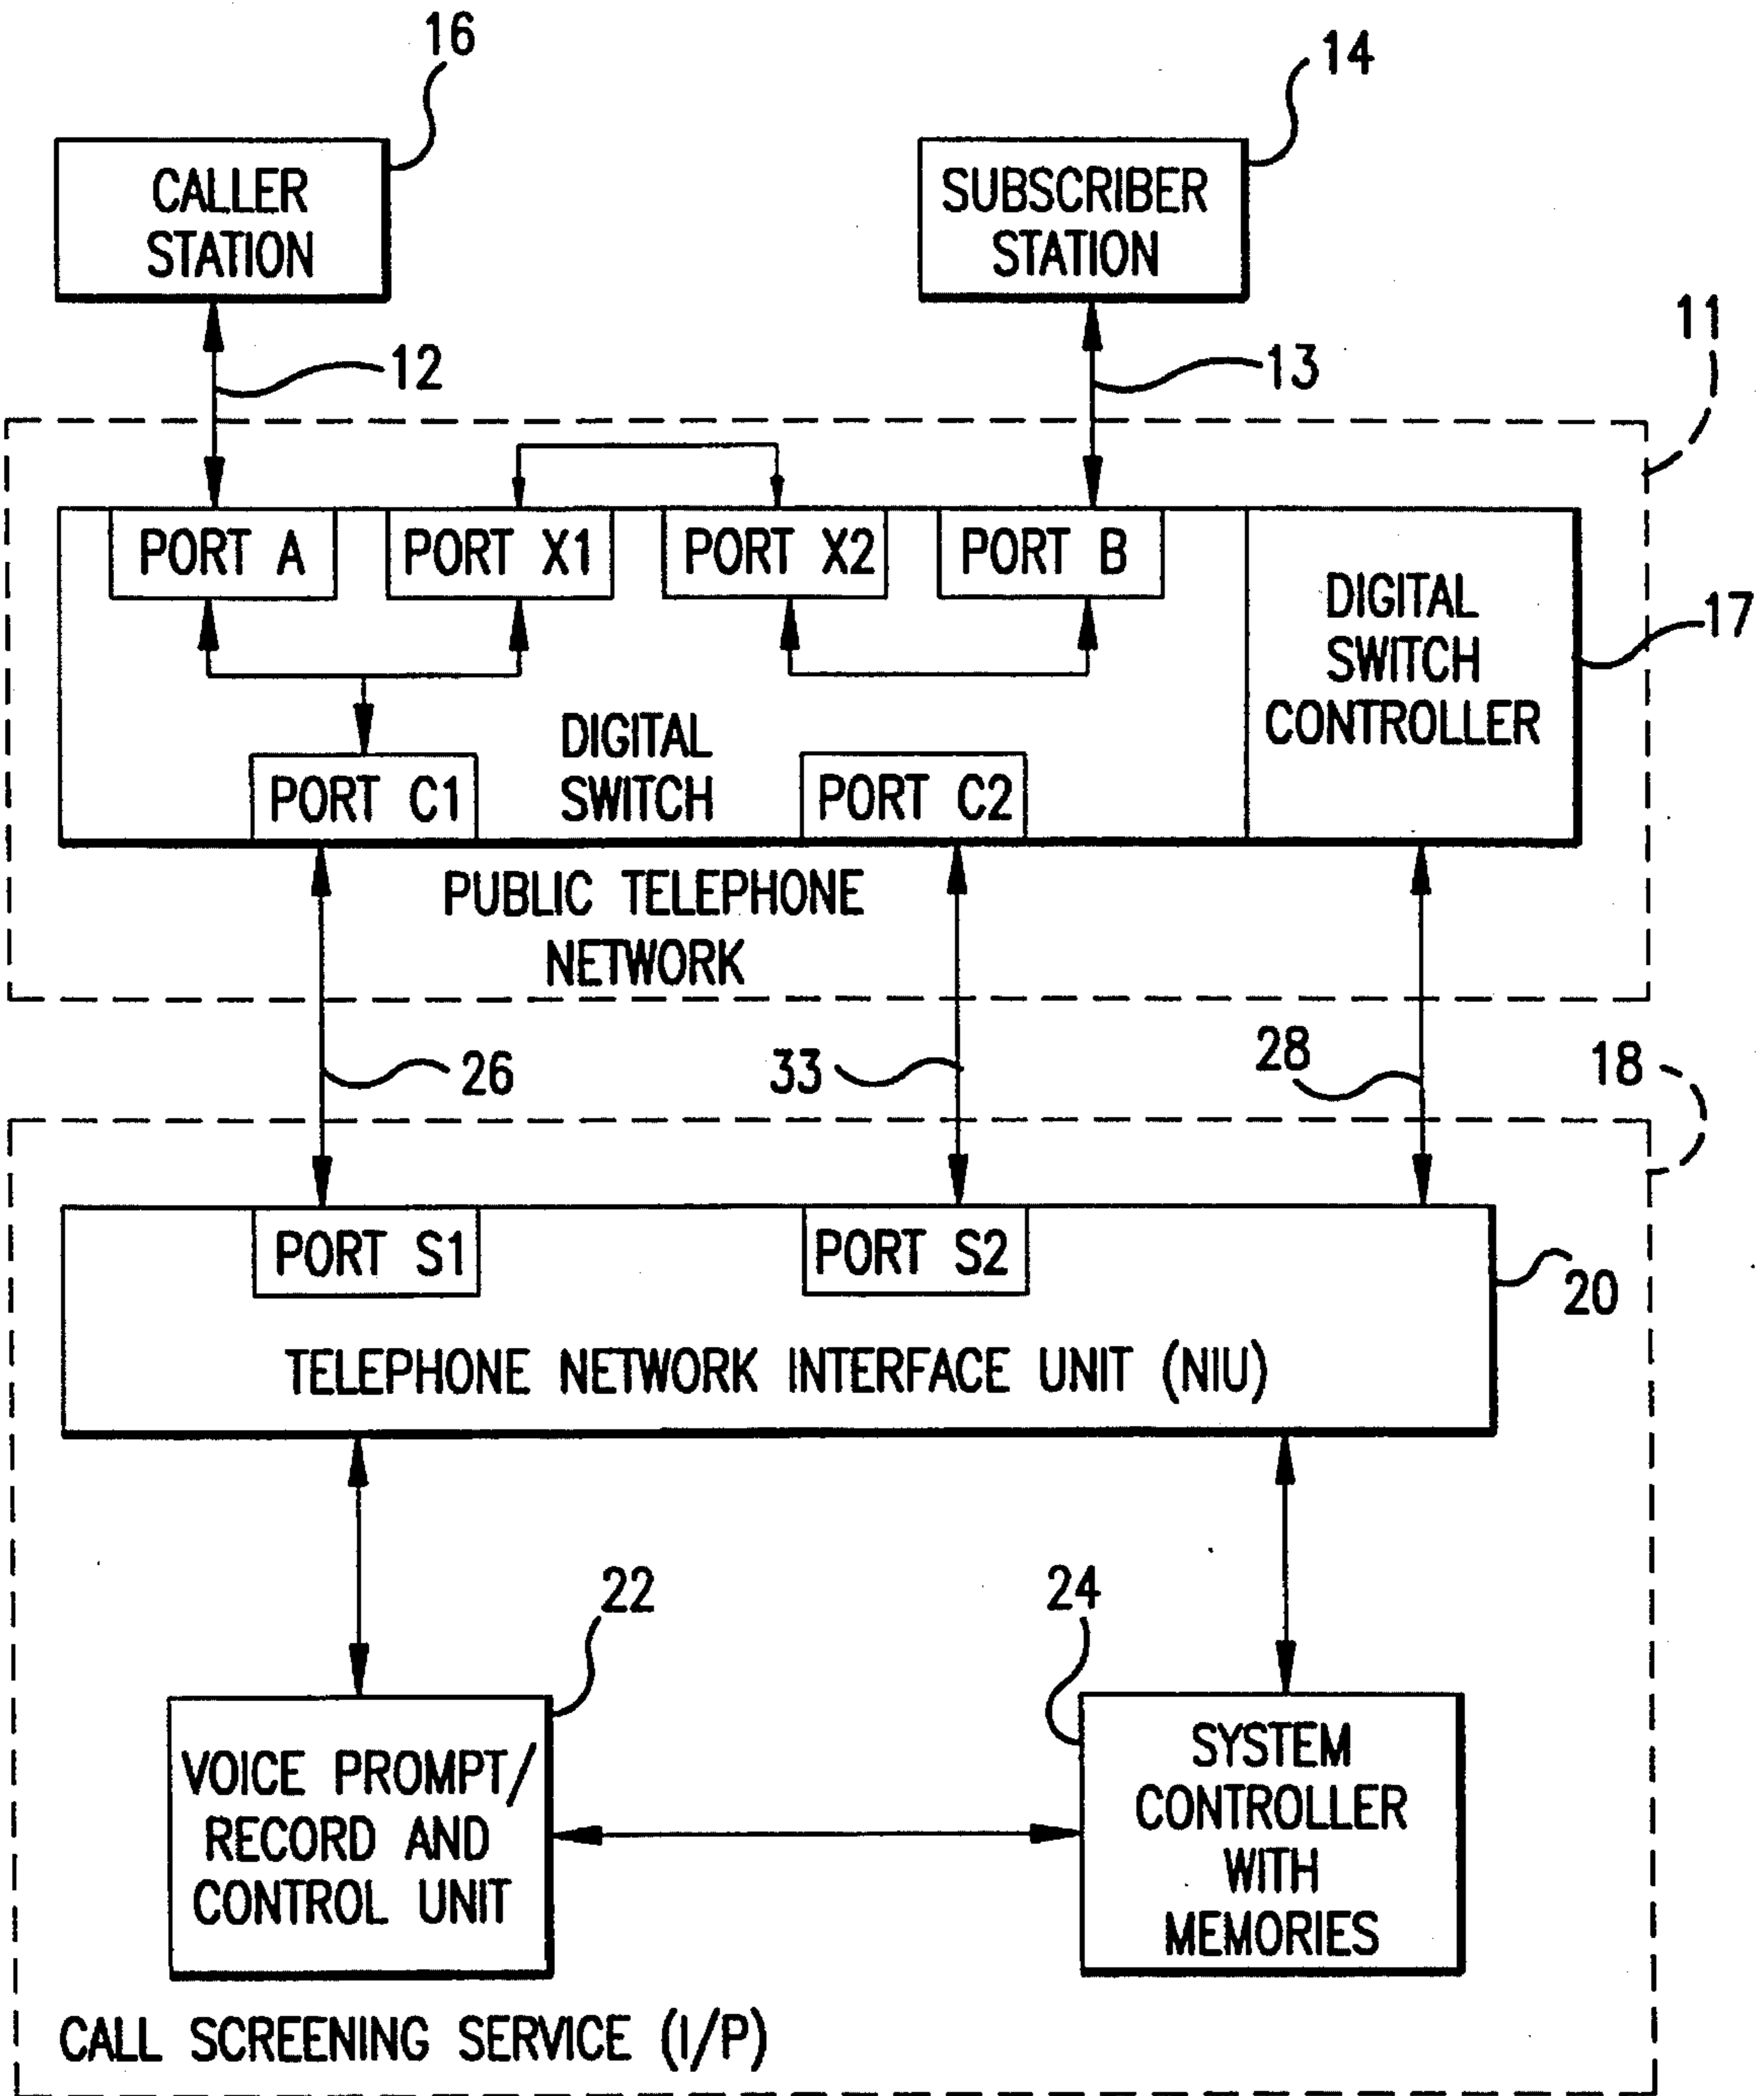 16
14
CALLER
STATION
SUBSCRIBER
STATION
11
12
13
PORT A
PORT X1
PORT X2
PORT B
DIGITAL
SWITCH
CONTROLLER
17
DIGITAL
SWITCH
PORT C1
PORT C2
PUBLIC TELEPHONE
NETWORK
26
33
28
18
PORT S1
PORT S2
20
TELEPHONE NETWORK INTERFACE UNIT (NIU)
22
24
VOICE PROMPT/
RECORD AND
CONTROL UNIT
SYSTEM
CONTROLLER
WITH
MEMORIES
CALL SCREENING SERVICE (I/P)